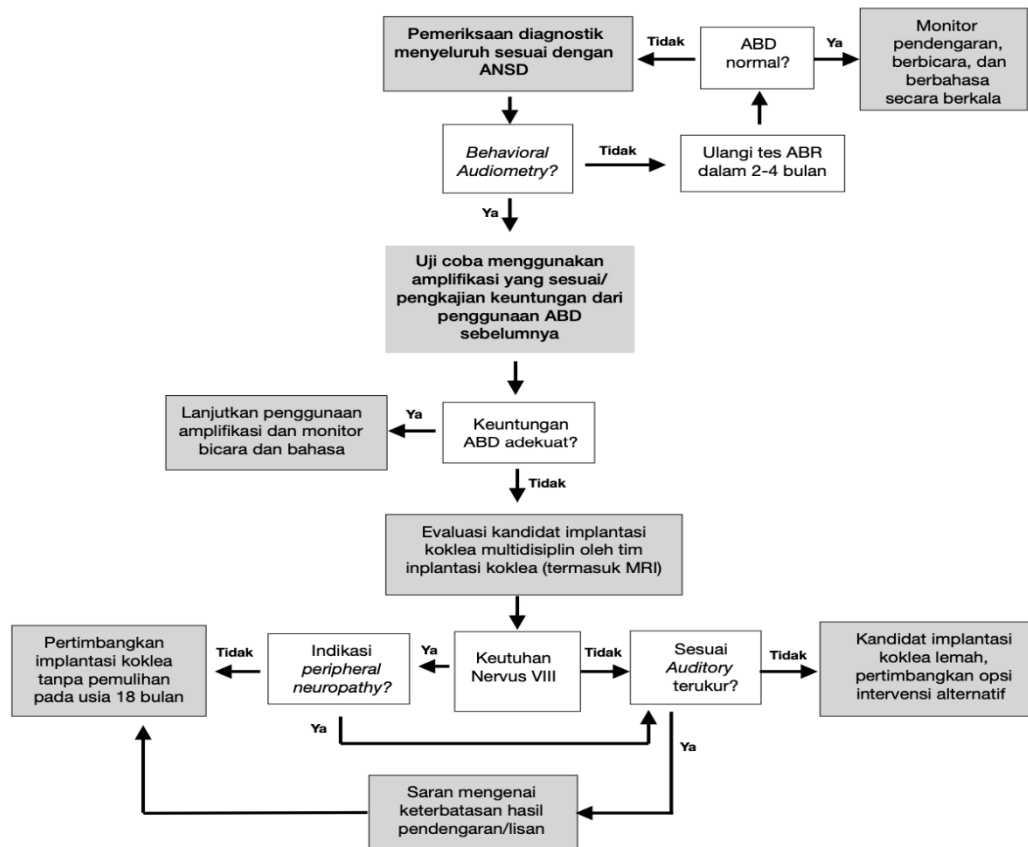 Pemeriksaan diagnostik
menyeluruh sesuai dengan
ANSD
Tidak
ABD
normal?
Ya
Monitor
pendengaran,
berbicara, dan
berbahasa
secara berkala
Behavioral
Audiometry?
Tidak
Ulangi tes ABR
dalam 2-4 bulan
Ya
Uji coba menggunakan
amplifikasi yang sesuai/
pengkajian keuntungan dari
penggunaan ABD
sebelumnya
Lanjutkan penggunaan
amplifikasi dan monitor
bicara dan bahasa
Ya
Keuntungan
ABD adekuat?
Tidak
Evaluasi kandidat implantasi
koklea multidisiplin oleh tim
inplantasi koklea (termasuk MRI)
Pertimbangkan
implantasi koklea
tanpa pemulihan
pada usia 18 bulan
Tidak
Indikasi
peripheral
neuropathy?
Ya
Keutuhan
Nervus VIII
Tidak
Sesuai
Auditory
terukur?
Tidak
Kandidat implantasi
koklea lemah,
pertimbangkan opsi
intervensi alternatif
Ya
Ya
Saran mengenai
keterbatasan hasil
pendengaran/lisan